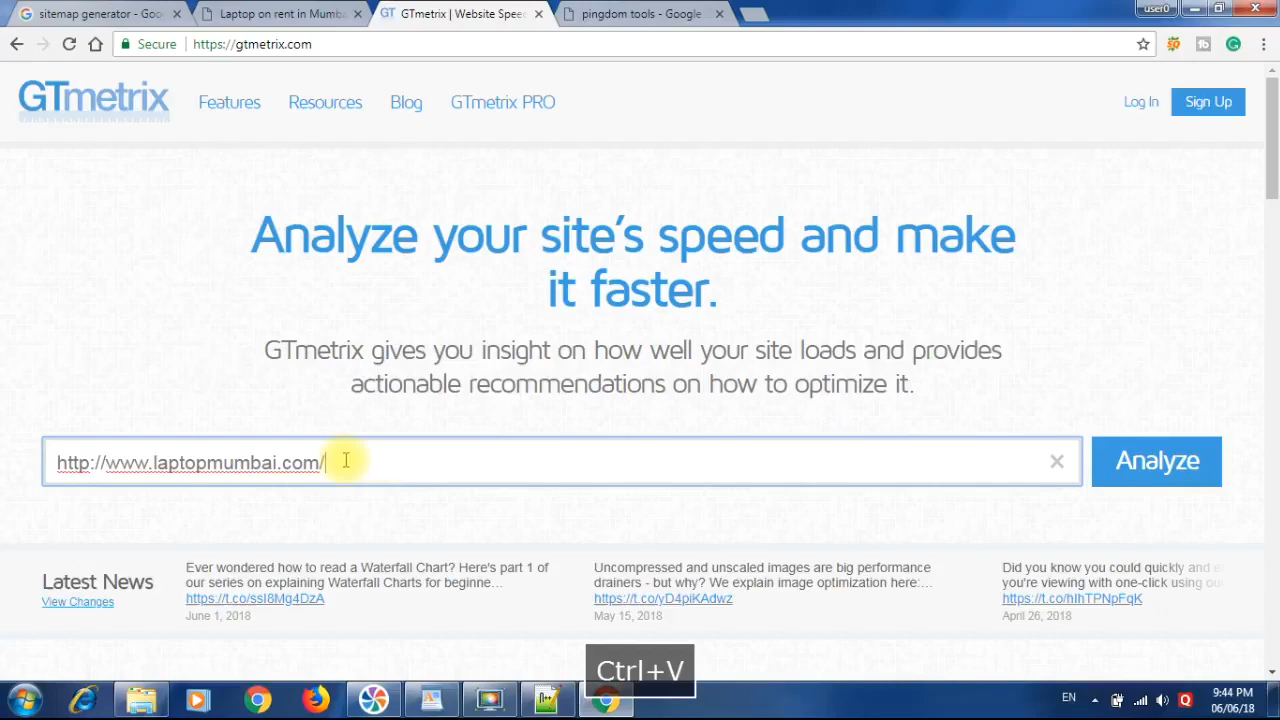 sitemap generator - Goog
Laptop on rent in Mumba
GTmetrix | Website Spee
pingdom tools - Google
user0
Secure
https://gtmetrix.com
GTmetrix
Features
Resources
Blog
GTmetrix PRO
Log In
Sign Up
Analyze your site's speed and make
it faster.
GTmetrix gives you insight on how well your site loads and provides
actionable recommendations on how to optimize it.
http://www.laptopmumbai.com/
Analyze
Latest News
View Changes
Ever wondered how to read a Waterfall Chart? Here's part 1 of
our series on explaining Waterfall Charts for beginne...
https://t.co/ssI8Mg4DzA
June 1, 2018
Uncompressed and unscaled images are big performance
drainers - but why? We explain image optimization here:...
https://t.co/yD4piKAdwz
May 15, 2018
Did you know you could quickly and e
you're viewing with one-click using ou
https://t.co/hIhTPNpFqK
April 26, 2018
Ctrl+V
EN
9:44 PM
06/06/18